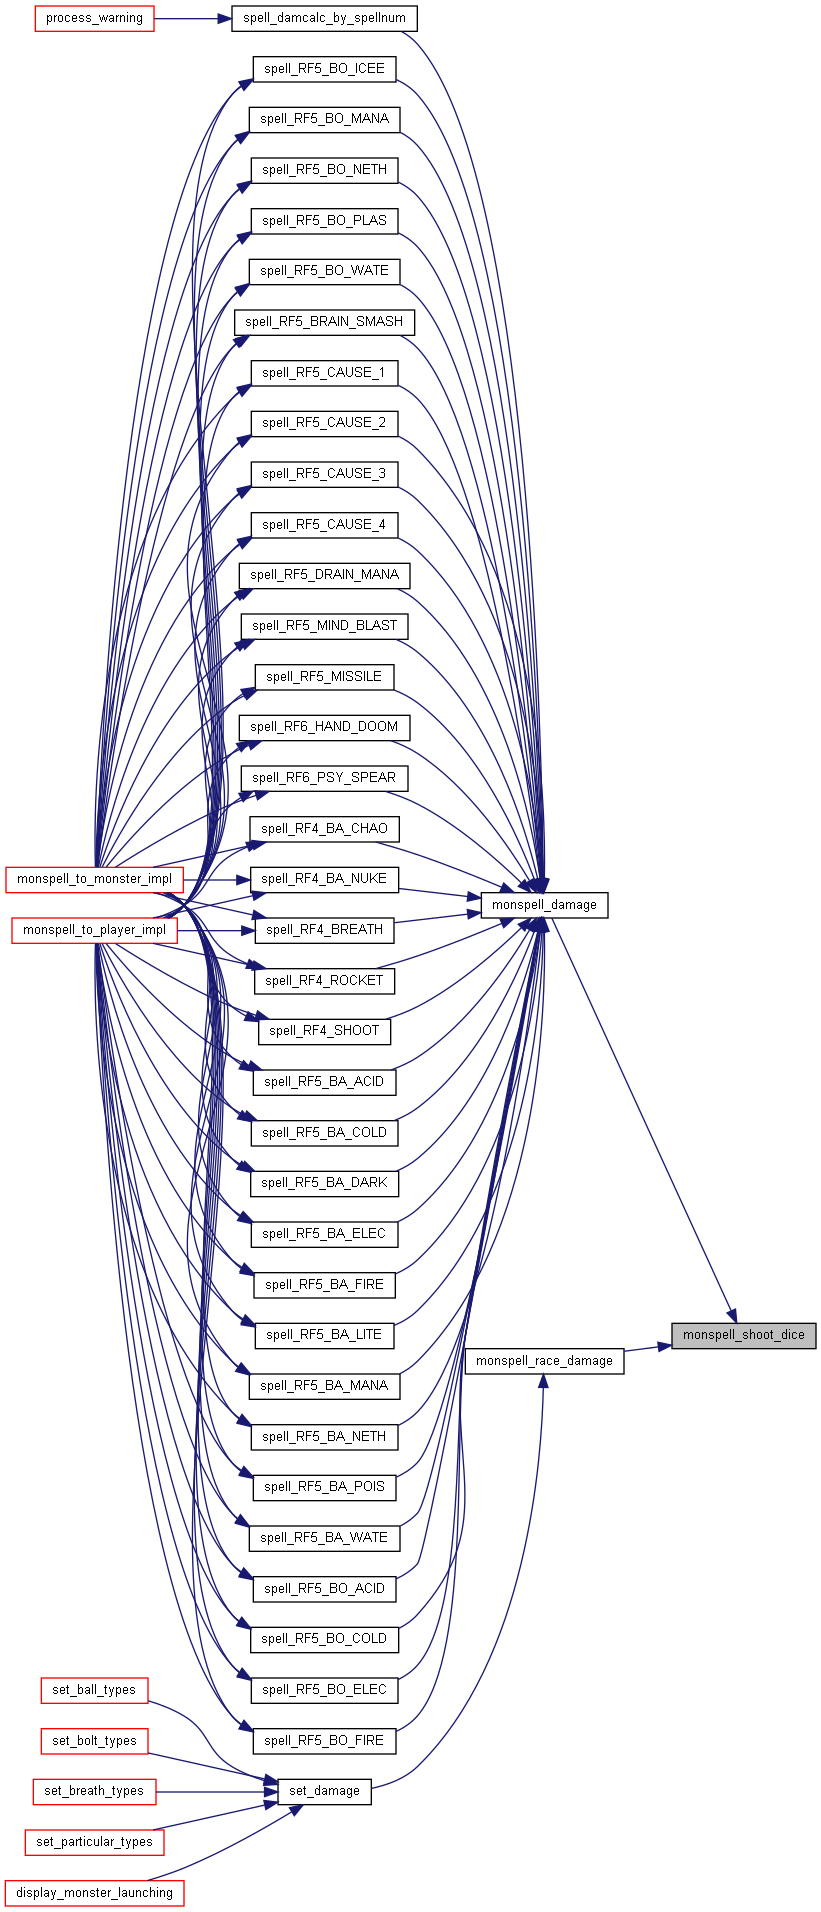 process_warning
spell_damcalc_by_spellnum
spell_RF5_BO_ICEE
spell_RF5_BO_MANA
spell_RF5_BO_NETH
spell_RF5_BO_PLAS
spell_RF5_BO_WATE
spell_RF5_BRAIN_SMASH
spell_RF5_CAUSE_1
spell_RF5_CAUSE_2
spell_RF5_CAUSE_3
spell_RF5_CAUSE_4
spell_RF5_DRAIN_MANA
spell_RF5_MIND_BLAST
spell_RF5_MISSILE
spell_RF6_HAND_DOOM
spell_RF6_PSY_SPEAR
spell_RF4_BA_CHAO
monspell_to_monster_impl
spell_RF4_BA_NUKE
monspell_damage
monspell_to_player_impl
spell_RF4_BREATH
spell_RF4_ROCKET
spell_RF4_SHOOT
spell_RF5_BA_ACID
spell_RF5_BA_COLD
spell_RF5_BA_DARK
spell_RF5_BA_ELEC
spell_RF5_BA_FIRE
spell_RF5_BA_LITE
monspell_shoot_dice
monspell_race_damage
spell_RF5_BA_MANA
spell_RF5_BA_NETH
spell_RF5_BA_POIS
spell_RF5_BA_WATE
spell_RF5_BO_ACID
spell_RF5_BO_COLD
spell_RF5_BO_ELEC
set_ball_types
spell_RF5_BO_FIRE
set_bolt_types
set_breath_types
set_damage
set_particular_types
display_monster_launching